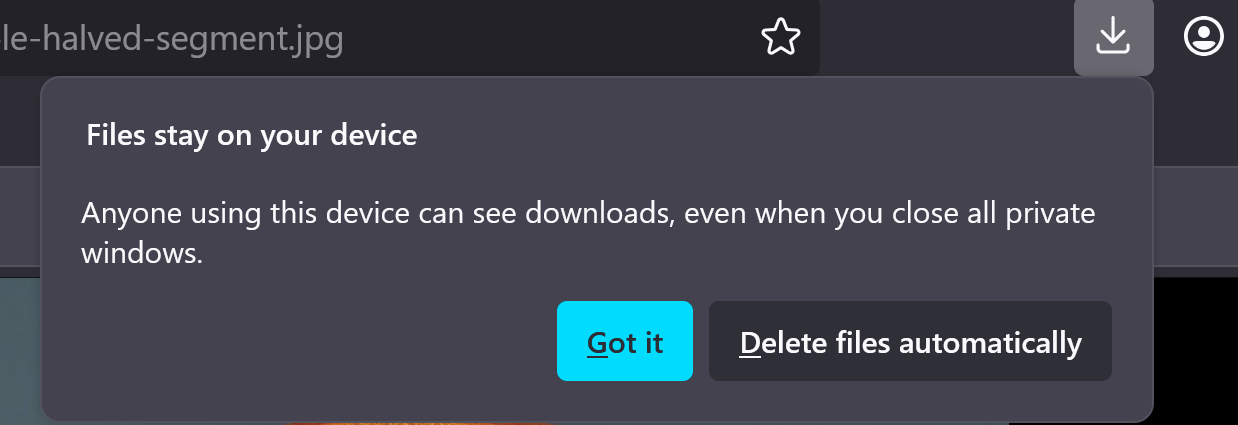 le-halved-segment.jpg
Files stay on your device
Anyone using this device can see downloads, even when you close all private
windows.
Got it
Delete files automatically